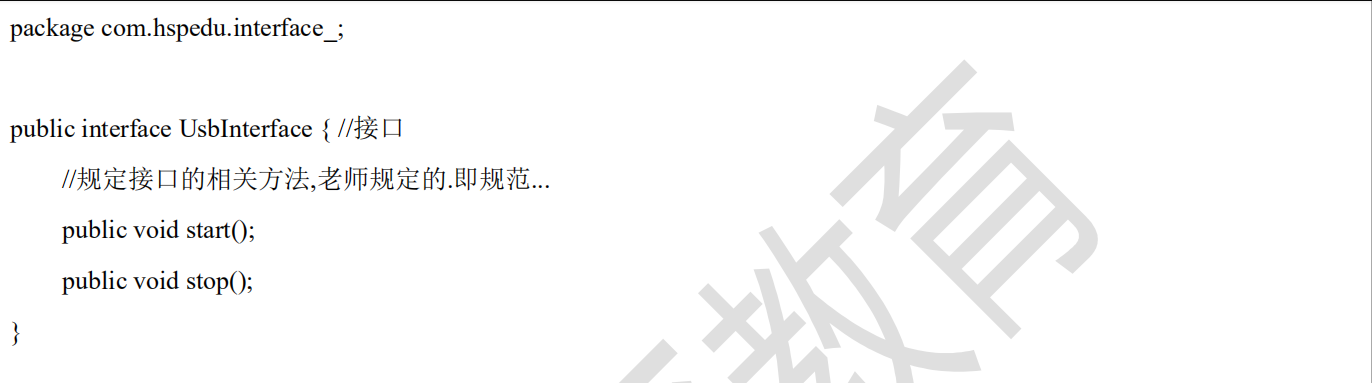 package com.hspedu.interface_;
public interface UsbInterface { //接口
//规定接口的相关方法,老师规定的.即规范...
public void start();
public void stop();
}
教育